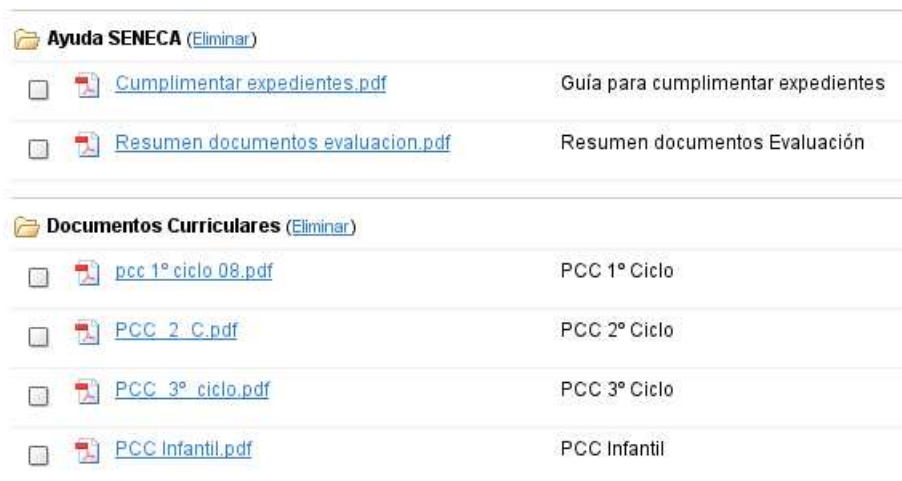 Ayuda SENECA (Eliminar)
Cumplimentar expedientes.pdf Guía para cumplimentar expedientes
Resumen documentos evaluacion.pdf Resumen documentos Evaluación
Documentos Curriculares (Eliminar)
pcc 1º ciclo 08.pdf PCC 1º Ciclo
PCC_2_C.pdf PCC 2º Ciclo
PCC_3º_ciclo.pdf PCC 3º Ciclo
PCC Infantil.pdf PCC Infantil